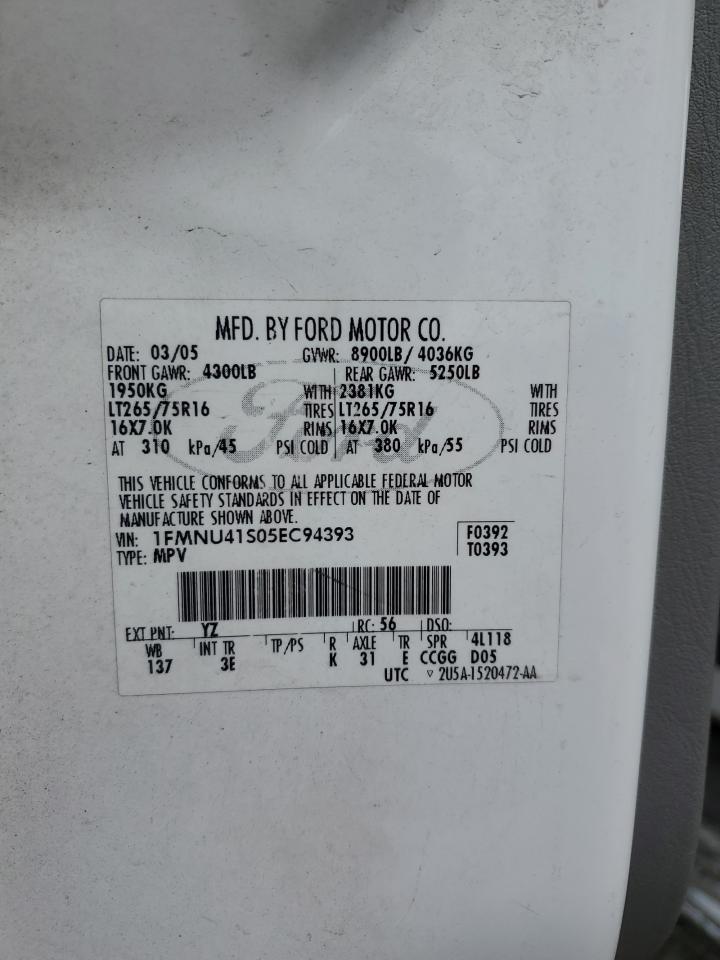 MFD. BY FORD MOTOR CO.
DATE: 03/05 GVWR: 8900LB/ 4036KG
FRONT GAWR: 4300LB REAR GAWR: 5250LB
1950KG WITH 2381KG WITH
LT265/75R16 TIRES LT265/75R16 TIRES
16X7.0K RIMS 16X7.0K RIMS
AT 310 kPa/45 PSI COLD AT 380 kPa/55 PSI COLD
Ford
THIS VEHICLE CONFORMS TO ALL APPLICABLE FEDERAL MOTOR
VEHICLE SAFETY STANDARDS IN EFFECT ON THE DATE OF
MANUFACTURE SHOWN ABOVE.
VIN: 1FMNU41S05EC94393 F0392
TYPE: MPV T0393
EXT PNT: YZ RC: 56 DSO:
WB INT TR TP/PS R AXLE TR SPR 4L118
137 3E K 31 E CCGG D05
UTC ▽ 2U5A-1520472-AA